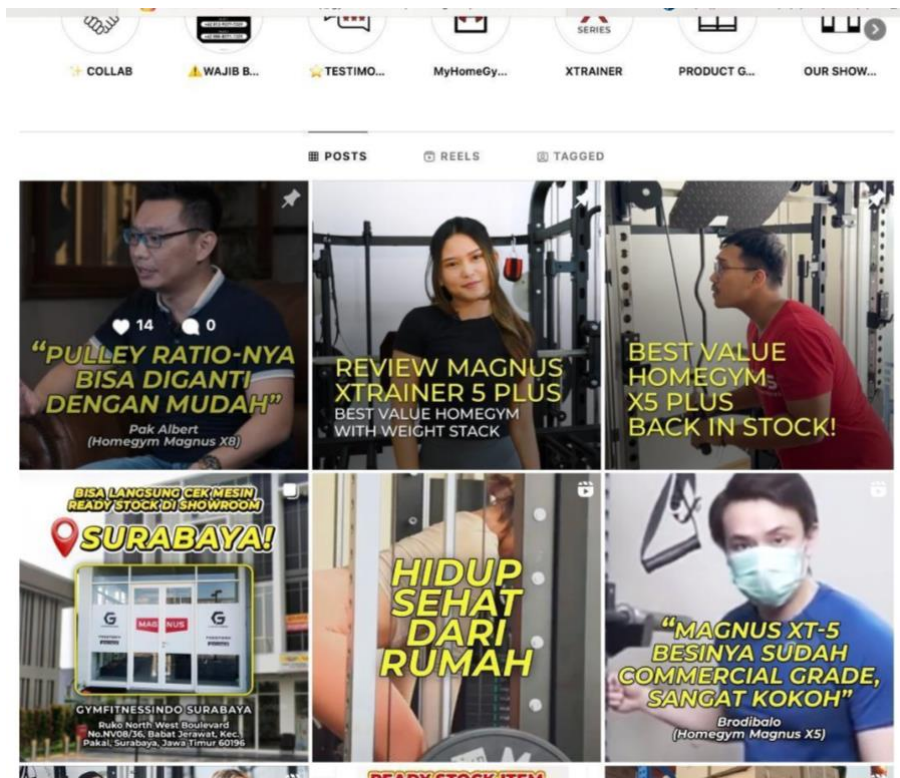 SERIES
COLLAB
WAJIB B...
TESTIMO...
MyHomeGy...
XTRAINER
PRODUCT G...
OUR SHOW...
POSTS
REELS
TAGGED
14
0
“PULLEY RATIO-NYA
BISA DIGANTI
DENGAN MUDAH”
Pak Albert
(Homegym Magnus X8)
REVIEW MAGNUS
XTRAINER 5 PLUS
BEST VALUE HOMEGYM
WITH WEIGHT STACK
BEST VALUE
HOMEGYM
X5 PLUS
BACK IN STOCK!
BISA LANGSUNG CEK MESIN
READY STOCK DI SHOWROOM
SURABAYA!
G
MAGNUS
G
GYMFITNESSINDO SURABAYA
Ruko North West Boulevard
No.NV08/36, Babat Jerawat, Kec.
Pakal, Surabaya, Jawa Timur 60196
HIDUP
SEHAT
DARI
RUMAH
“MAGNUS XT-5
BESINYA SUDAH
COMMERCIAL GRADE,
SANGAT KOKOH”
Brodibalo
(Homegym Magnus X5)
READY STOCK ITEM